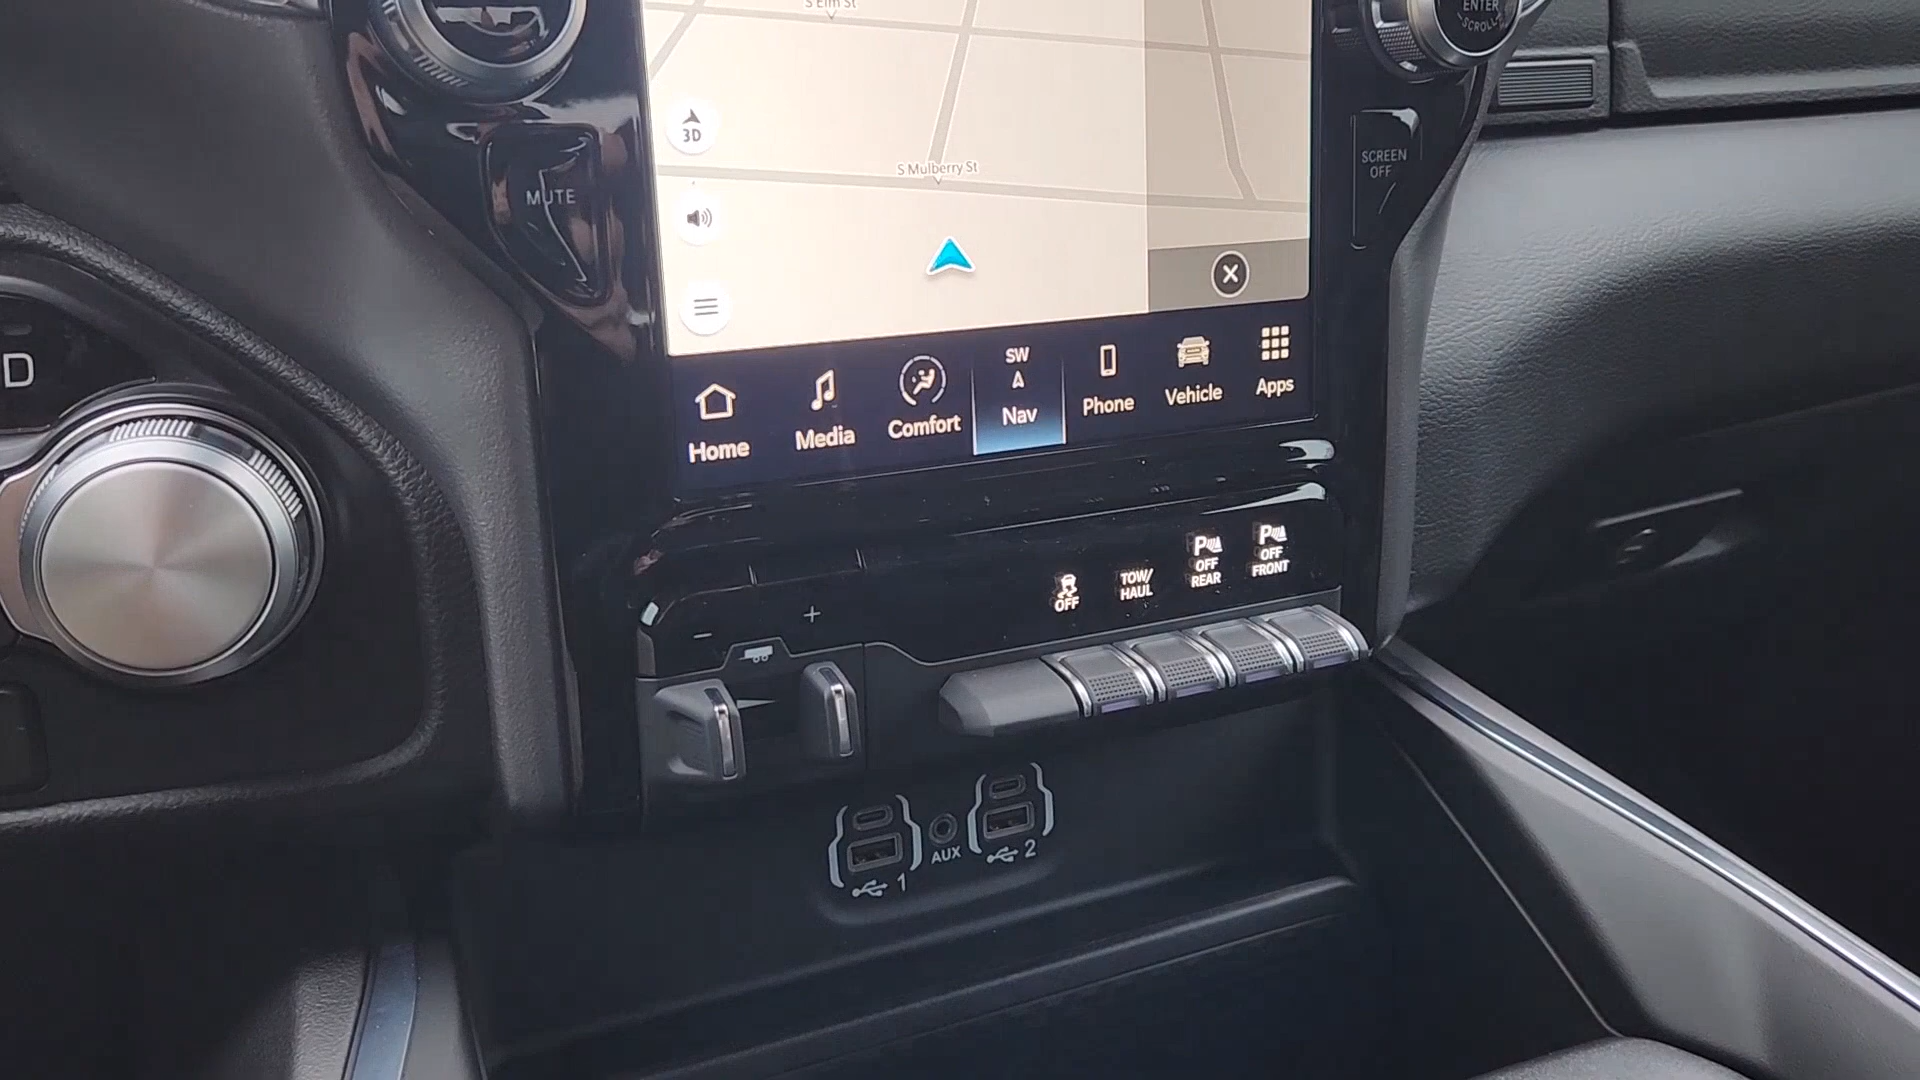 S Elm St
ENTER
SCROLL
3D
MUTE
S Mulberry St
SCREEN
OFF
D
SW
Home
Media
Comfort
Nav
Phone
Vehicle
Apps
OFF
TOW/
HAUL
P
OFF
REAR
P
OFF
FRONT
- +
AUX
1
2